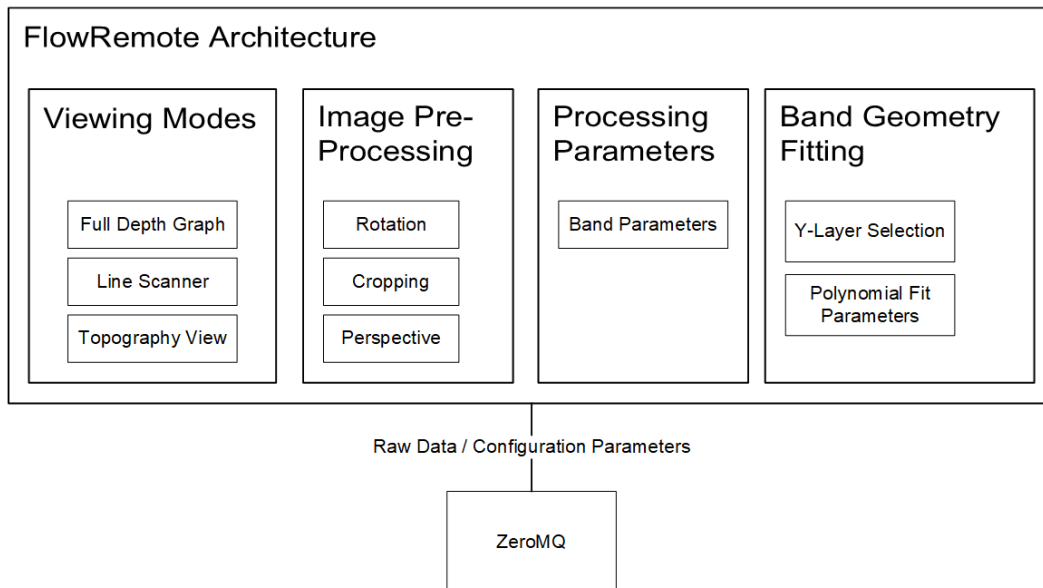 FlowRemote Architecture
Viewing Modes
Full Depth Graph
Line Scanner
Topography View
Image Pre-
Processing
Rotation
Cropping
Perspective
Processing
Parameters
Band Parameters
Band Geometry
Fitting
Y-Layer Selection
Polynomial Fit
Parameters
Raw Data / Configuration Parameters
ZeroMQ